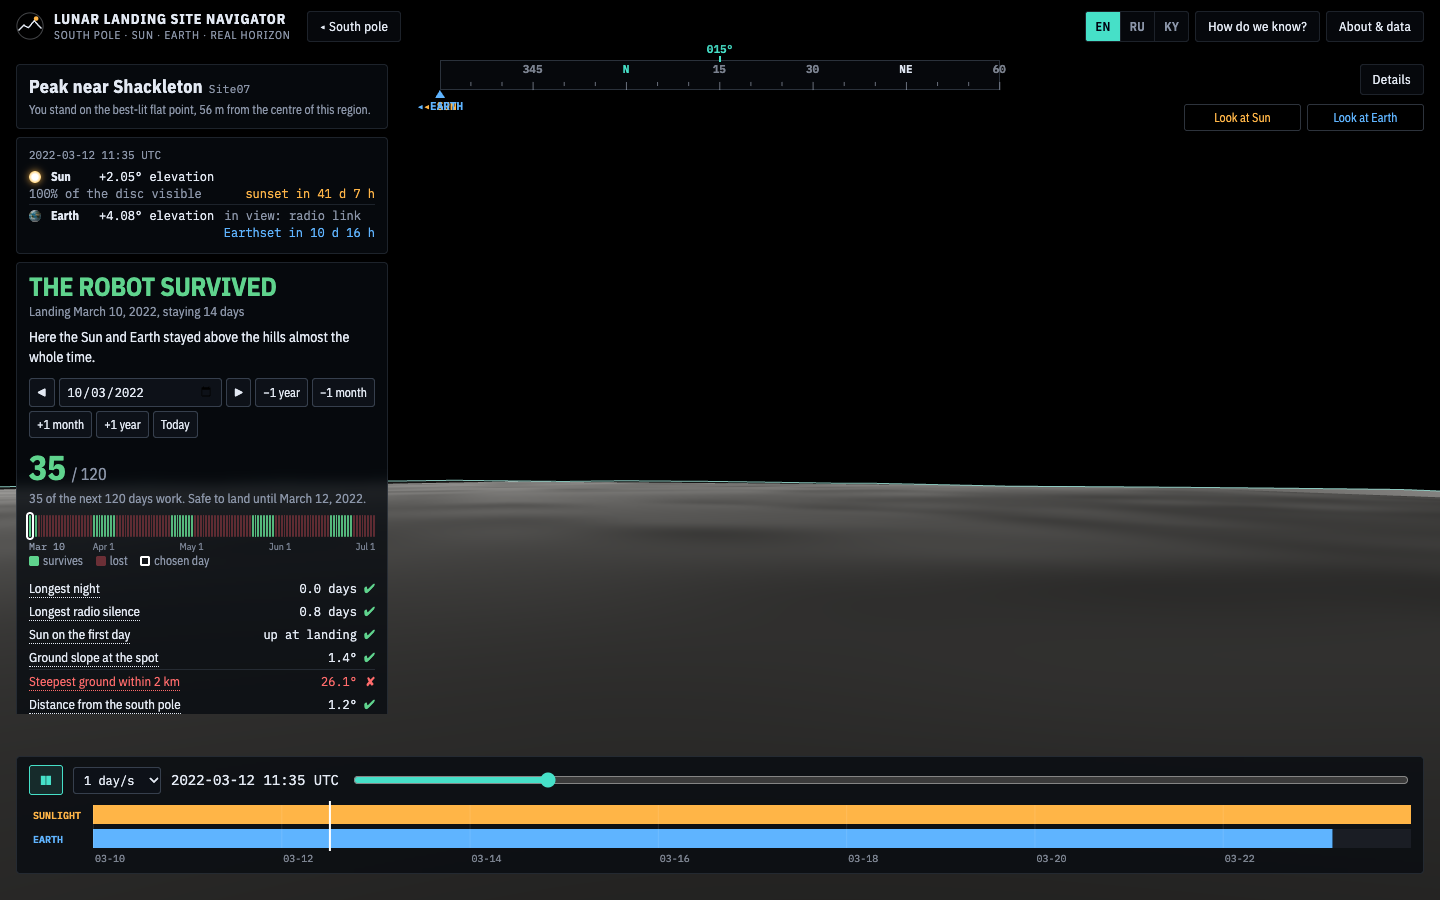 LUNAR LANDING SITE NAVIGATOR
SOUTH POLE · SUN · EARTH · REAL HORIZON
◂ South pole
EN RU KY
How do we know?
About & data
015°
345 N 15 30 NE 60
EARTH
Details
Look at Sun
Look at Earth
Peak near Shackleton Site07
You stand on the best-lit flat point, 56 m from the centre of this region.
2022-03-12 11:35 UTC
Sun +2.05° elevation
100% of the disc visible sunset in 41 d 7 h
Earth +4.08° elevation in view: radio link
Earthset in 10 d 16 h
THE ROBOT SURVIVED
Landing March 10, 2022, staying 14 days
Here the Sun and Earth stayed above the hills almost the
whole time.
◀ 10/03/2022 ▶ −1 year −1 month
+1 month +1 year Today
35 / 120
35 of the next 120 days work. Safe to land until March 12, 2022.
Mar 10 Apr 1 May 1 Jun 1 Jul 1
survives lost chosen day
Longest night 0.0 days ✔
Longest radio silence 0.8 days ✔
Sun on the first day up at landing ✔
Ground slope at the spot 1.4° ✔
Steepest ground within 2 km 26.1° ✘
Distance from the south pole 1.2° ✔
1 day/s 2022-03-12 11:35 UTC
SUNLIGHT
EARTH
03-10 03-12 03-14 03-16 03-18 03-20 03-22